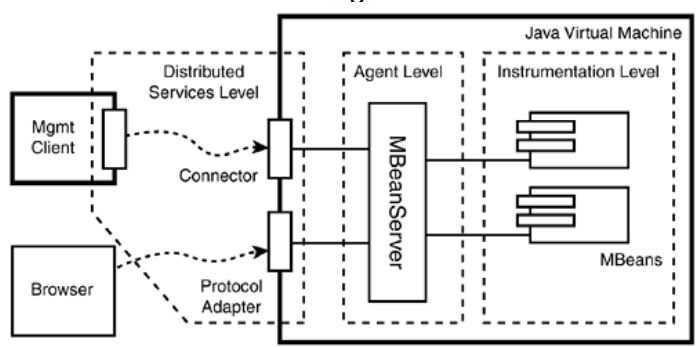 Java Virtual Machine
Distributed
Services Level
Agent Level
Instrumentation Level
Mgmt
Client
Connector
MBeanServer
MBeans
Browser
Protocol
Adapter